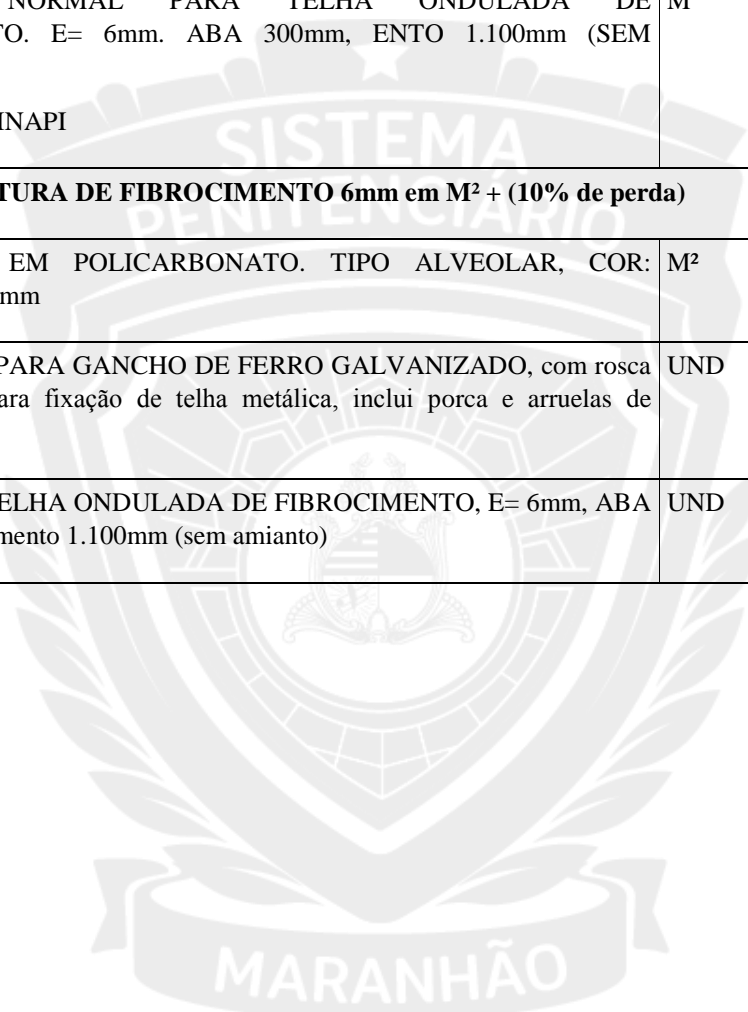 NORMAL PARA TELHA ONDULADA DE M
TO. E= 6mm. ABA 300mm, ENTO 1.100mm (SEM
INAPI
TURA DE FIBROCIMENTO 6mm em M² + (10% de perda)
EM POLICARBONATO. TIPO ALVEOLAR, COR: M²
mm
PARA GANCHO DE FERRO GALVANIZADO, com rosca UND
ara fixação de telha metálica, inclui porca e arruelas de
ELHA ONDULADA DE FIBROCIMENTO, E= 6mm, ABA UND
mento 1.100mm (sem amianto)
SISTEMA
PENITENCIÁRIO
MARANHÃO